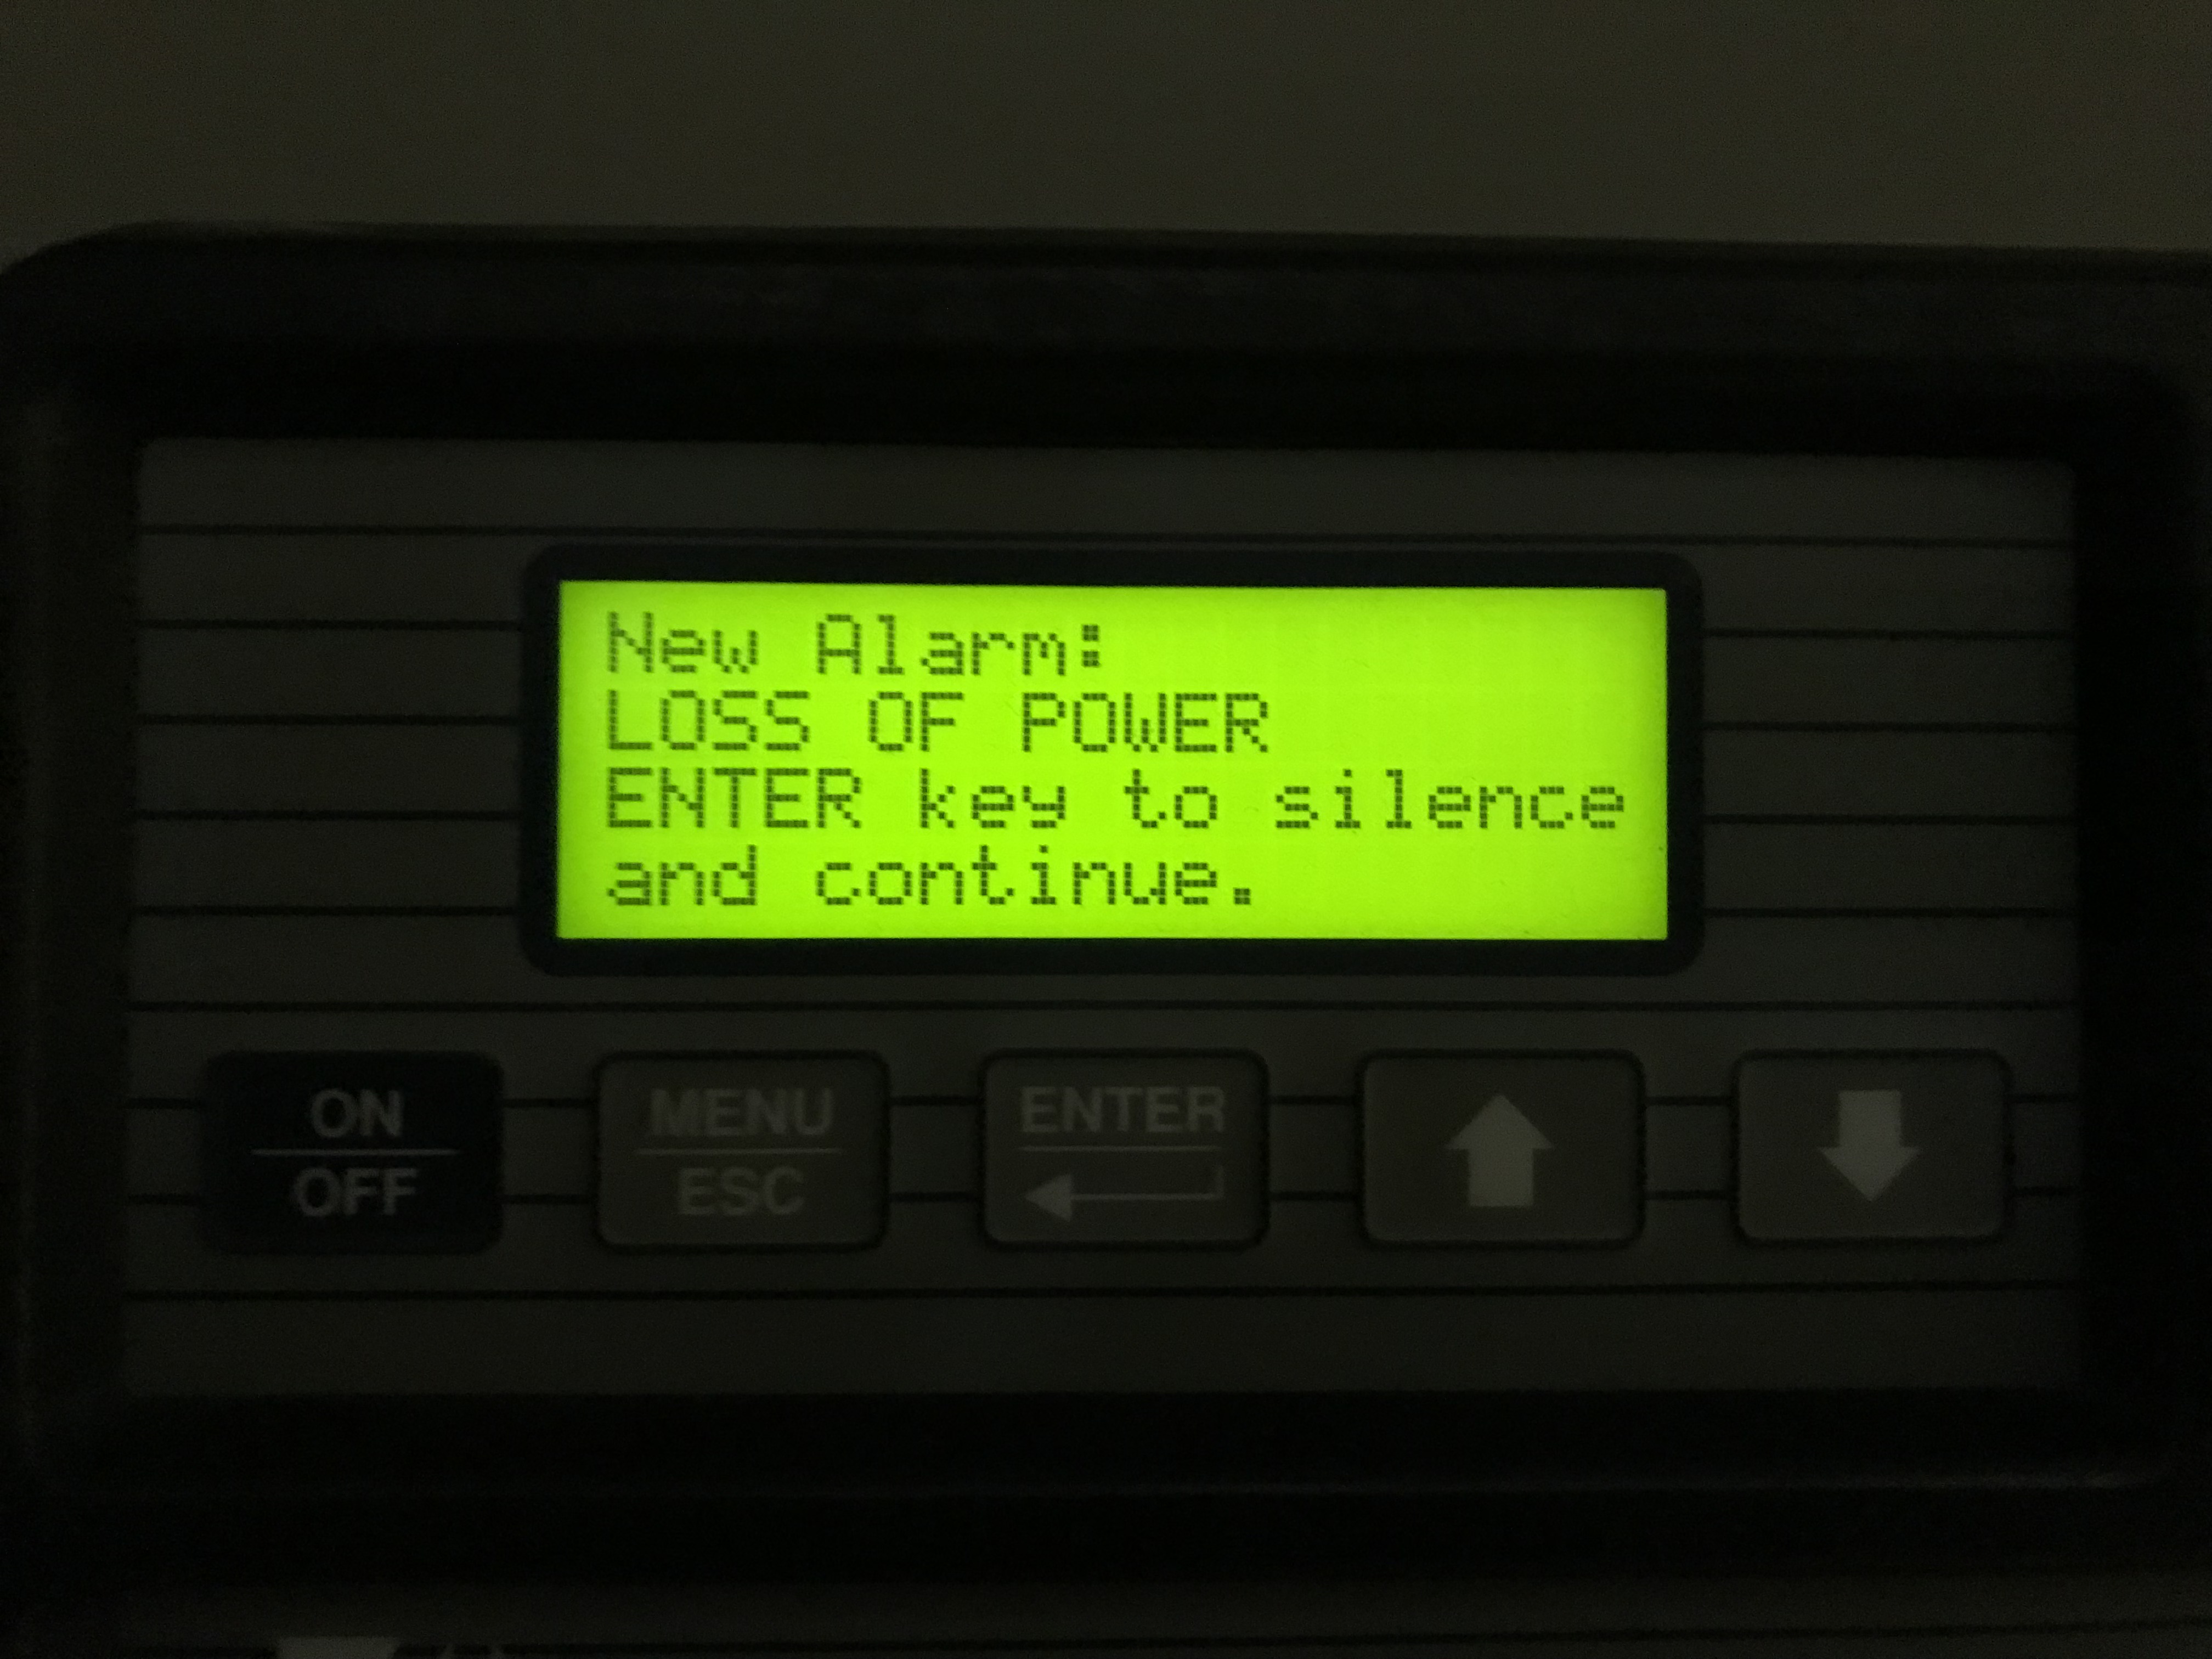 New Alarm:
LOSS OF POWER
ENTER key to silence
and continue.
ON
OFF
MENU
ESC
ENTER